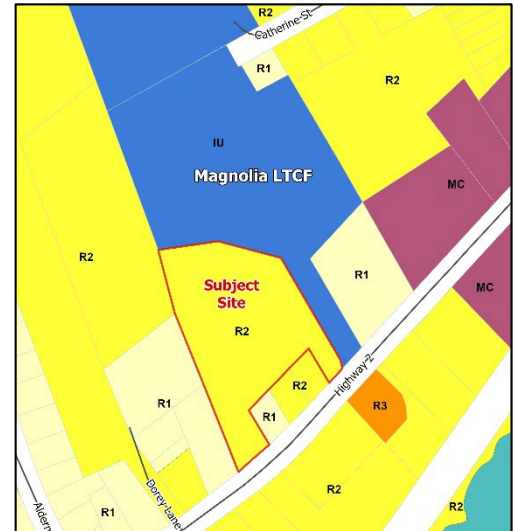 R2
Catherine-St
R1
R2
IU
Magnolia LTCF
MC
R2
R1
Subject
Site
MC
R2
R2
Highway-2
R1
R1
R3
Dorey-Lane
R2
R2
R1
Aldern